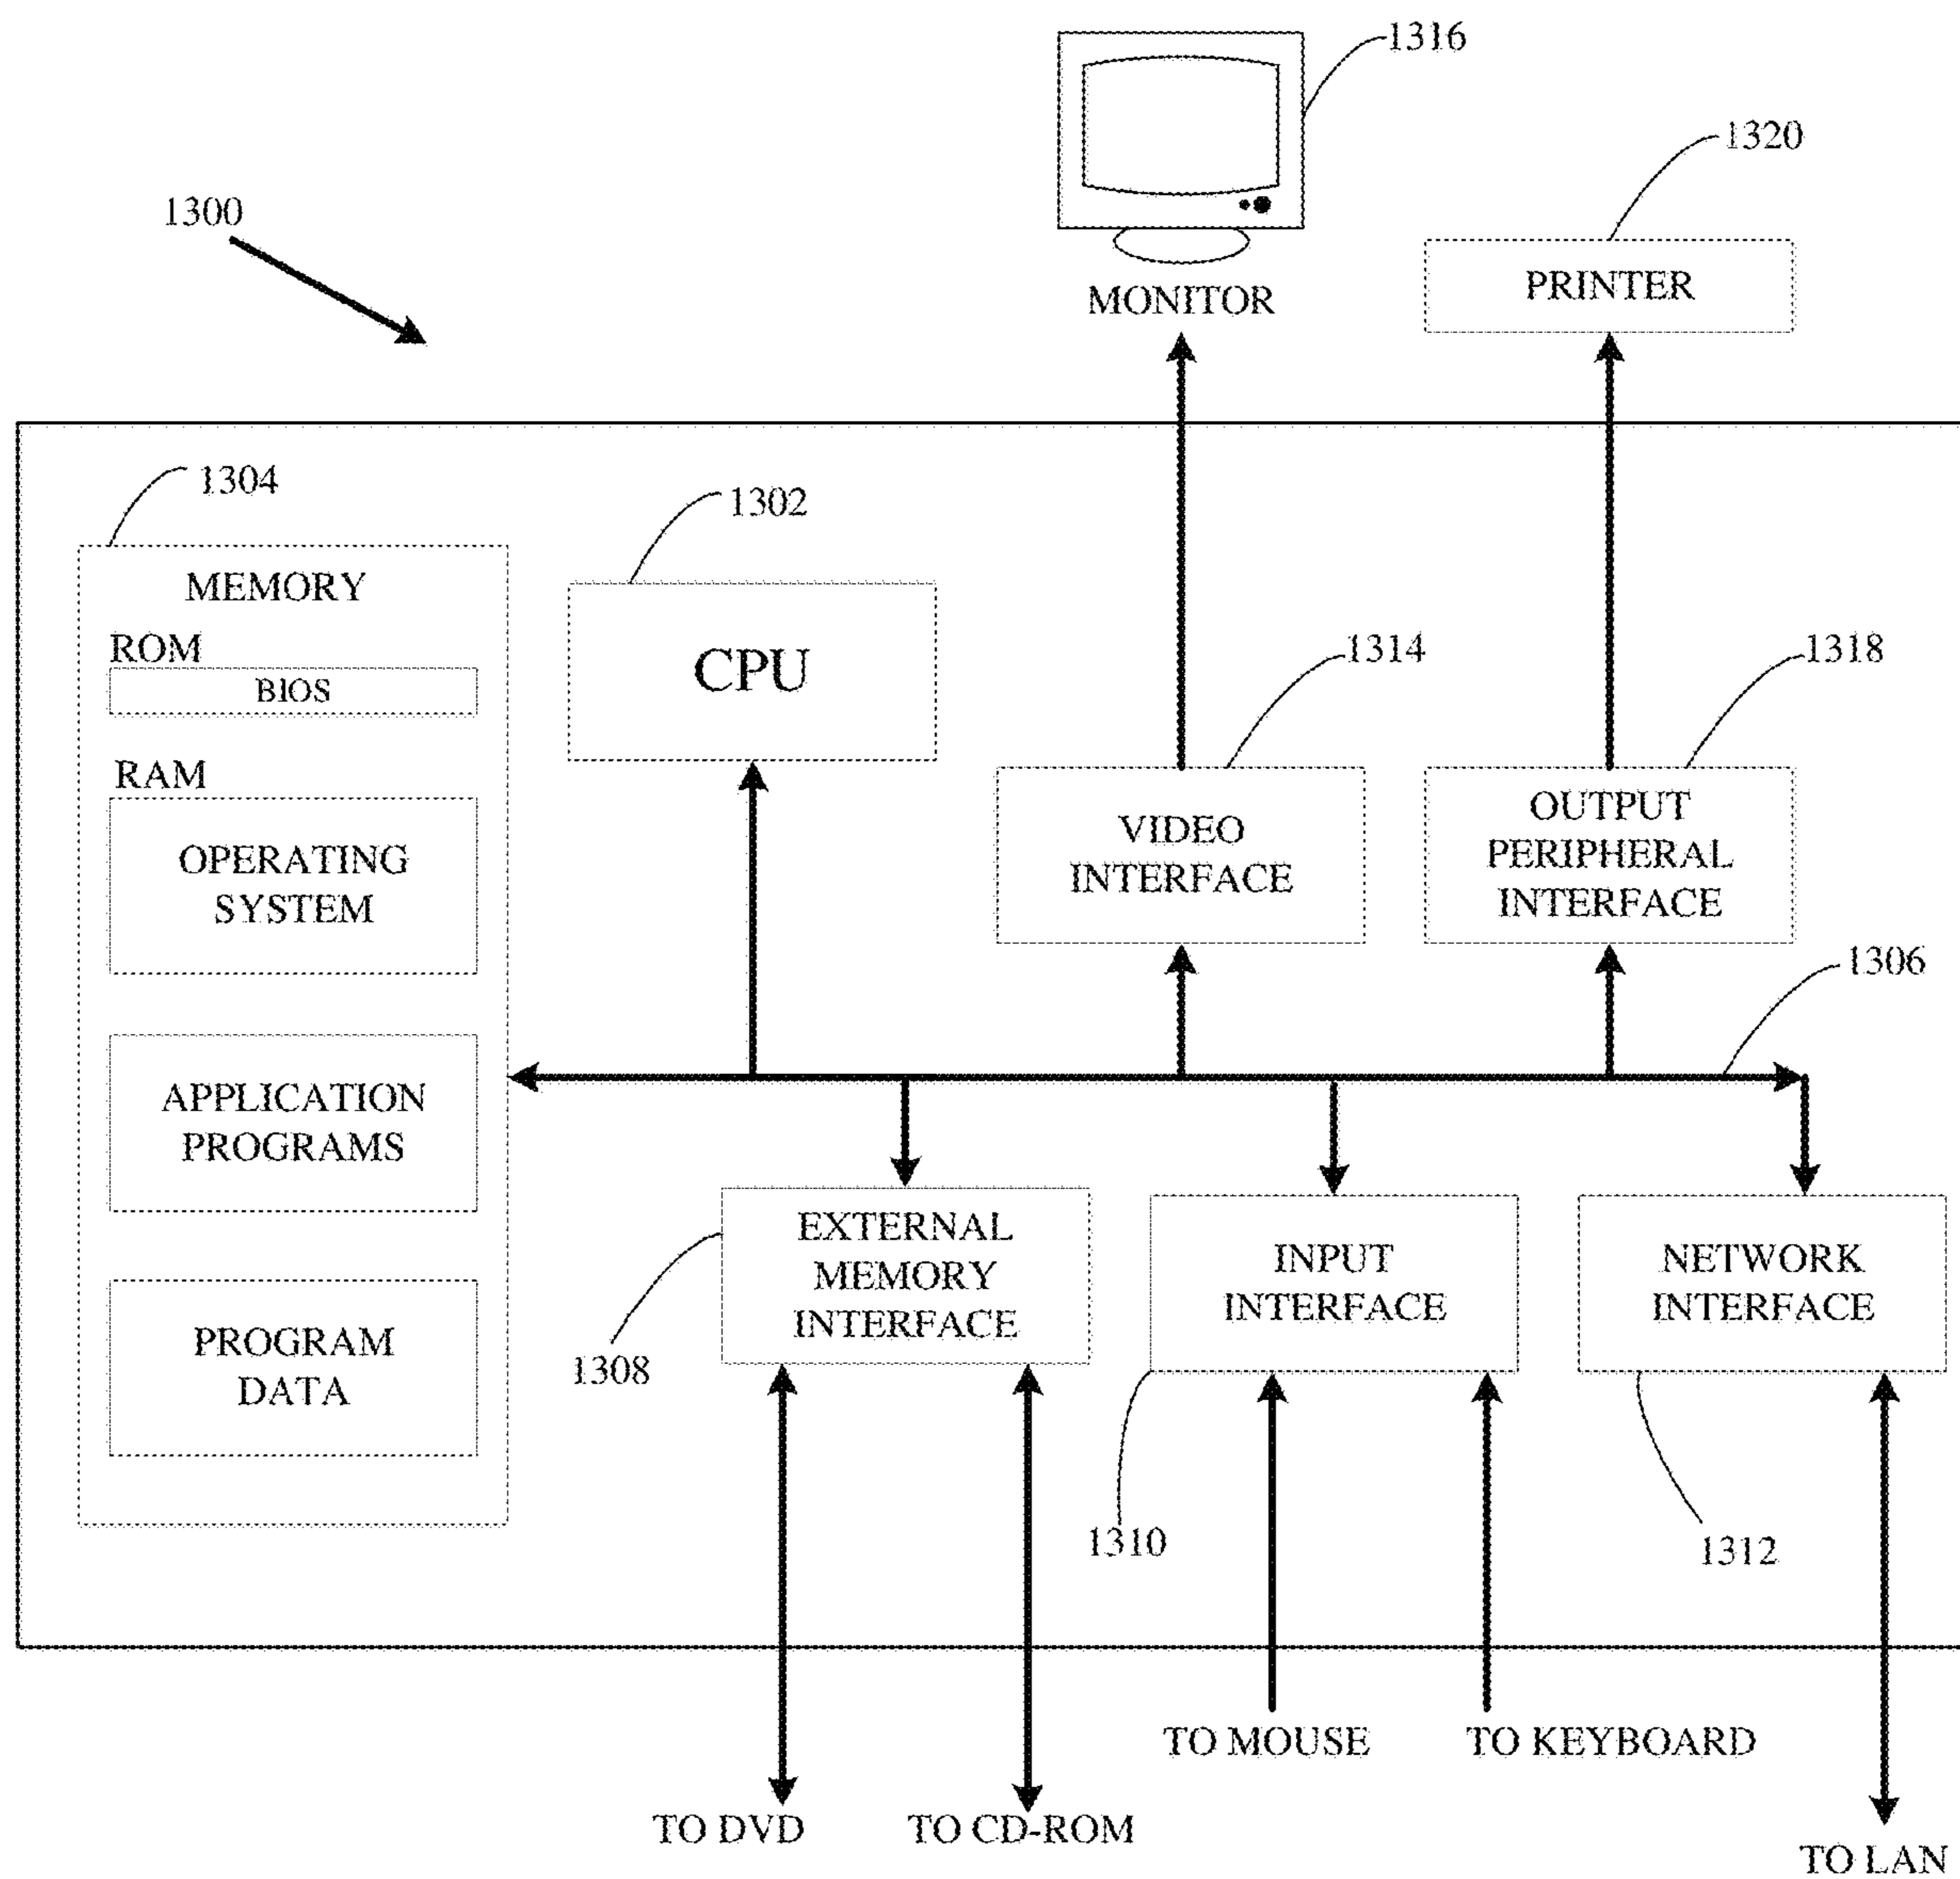 1316
1320
1300
MONITOR
PRINTER
1304
1302
MEMORY
ROM
BIOS
CPU
1314
1318
RAM
OPERATING
SYSTEM
VIDEO
INTERFACE
OUTPUT
PERIPHERAL
INTERFACE
1306
APPLICATION
PROGRAMS
EXTERNAL
MEMORY
INTERFACE
INPUT
INTERFACE
NETWORK
INTERFACE
PROGRAM
DATA
1308
1310
1312
TO MOUSE
TO KEYBOARD
TO DVD
TO CD-ROM
TO LAN